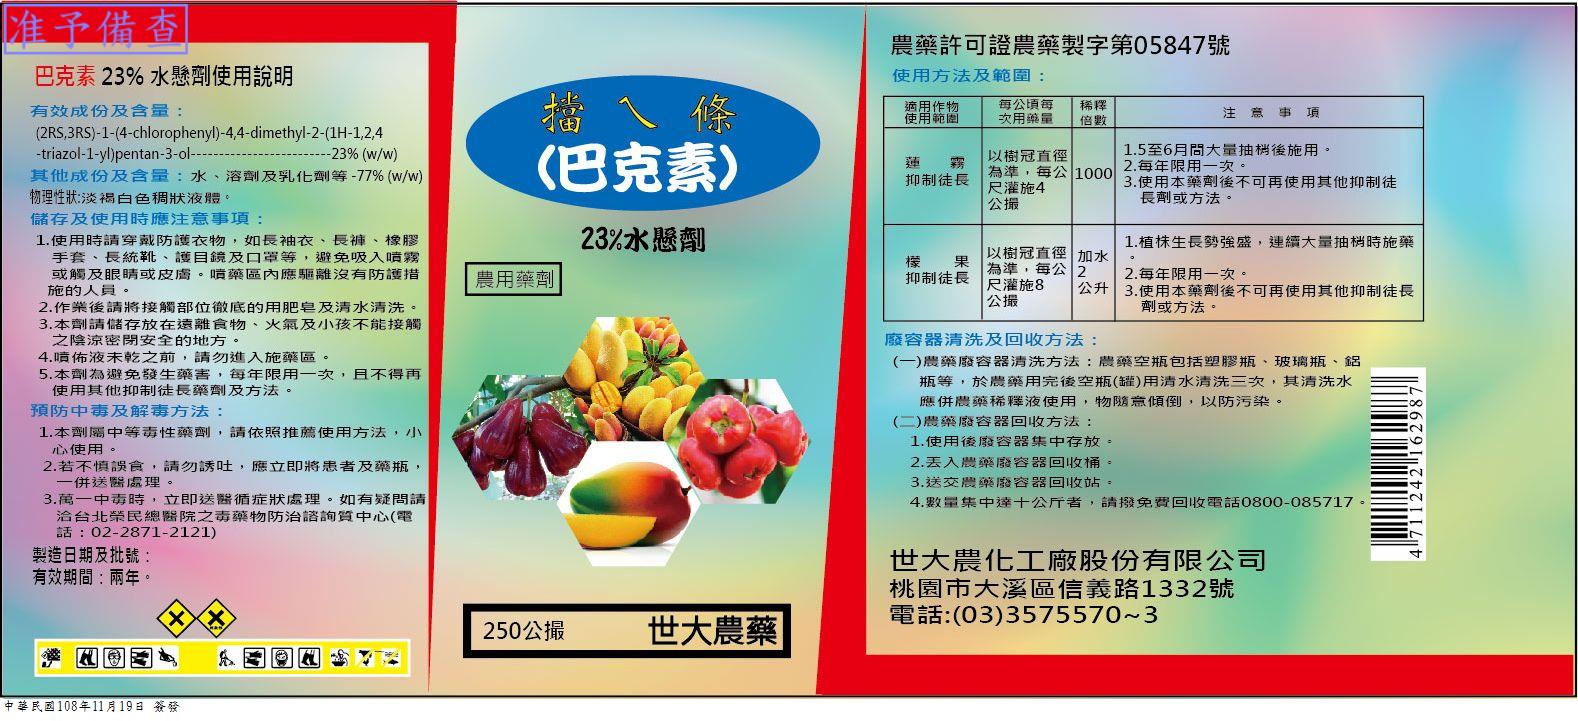 准予備查
巴克素 23% 水懸劑使用說明
有效成份及含量：
(2RS,3RS)-1-(4-chlorophenyl)-4,4-dimethyl-2-(1H-1,2,4
-triazol-1-yl)pentan-3-ol-------------------------23% (w/w)
其他成份及含量：水、溶劑及乳化劑等 -77% (w/w)
物理性狀:淡褐白色稠狀液體。
儲存及使用時應注意事項：
1.使用時請穿戴防護衣物，如長袖衣、長褲、橡膠
手套、長統靴、護目鏡及口罩等，避免吸入噴霧
或觸及眼睛或皮膚。噴藥區內應驅離沒有防護措
施的人員。
2.作業後請將接觸部位徹底的用肥皂及清水清洗。
3.本劑請儲存放在遠離食物、火氣及小孩不能接觸
之陰涼密閉安全的地方。
4.噴佈液未乾之前，請勿進入施藥區。
5.本劑為避免發生藥害，每年限用一次，且不得再
使用其他抑制徒長藥劑及方法。
預防中毒及解毒方法：
1.本劑屬中等毒性藥劑，請依照推薦使用方法，小
心使用。
2.若不慎誤食，請勿誘吐，應立即將患者及藥瓶，
一併送醫處理。
3.萬一中毒時，立即送醫循症狀處理。如有疑問請
洽台北榮民總醫院之毒藥物防治諮詢質中心(電
話：02-2871-2121)
製造日期及批號：
有效期間：兩年。
擋ㄟ條
(巴克素)
23%水懸劑
農用藥劑
250公撮 世大農藥
農藥許可證農藥製字第05847號
使用方法及範圍：
適用作物
使用範圍
每公頃每
次用藥量
稀釋
倍數
注意事項
蓮霧
抑制徒長
以樹冠直徑
為準，每公
尺灌施4
公撮
1000
1.5至6月間大量抽梢後施用。
2.每年限用一次。
3.使用本藥劑後不可再使用其他抑制徒
長劑或方法。
檬果
抑制徒長
以樹冠直徑
為準，每公
尺灌施8
公撮
加水
2
公升
1.植株生長勢強盛，連續大量抽梢時施藥
。
2.每年限用一次。
3.使用本藥劑後不可再使用其他抑制徒長
劑或方法。
廢容器清洗及回收方法：
(一)農藥廢容器清洗方法：農藥空瓶包括塑膠瓶、玻璃瓶、鋁
瓶等，於農藥用完後空瓶(罐)用清水清洗三次，其清洗水
應併農藥稀釋液使用，物隨意傾倒，以防污染。
(二)農藥廢容器回收方法：
1.使用後廢容器集中存放。
2.丟入農藥廢容器回收桶。
3.送交農藥廢容器回收站。
4.數量集中達十公斤者，請撥免費回收電話0800-085717。
4711242162987
世大農化工廠股份有限公司
桃園市大溪區信義路1332號
電話:(03)3575570~3
中華民國108年11月19日 簽發